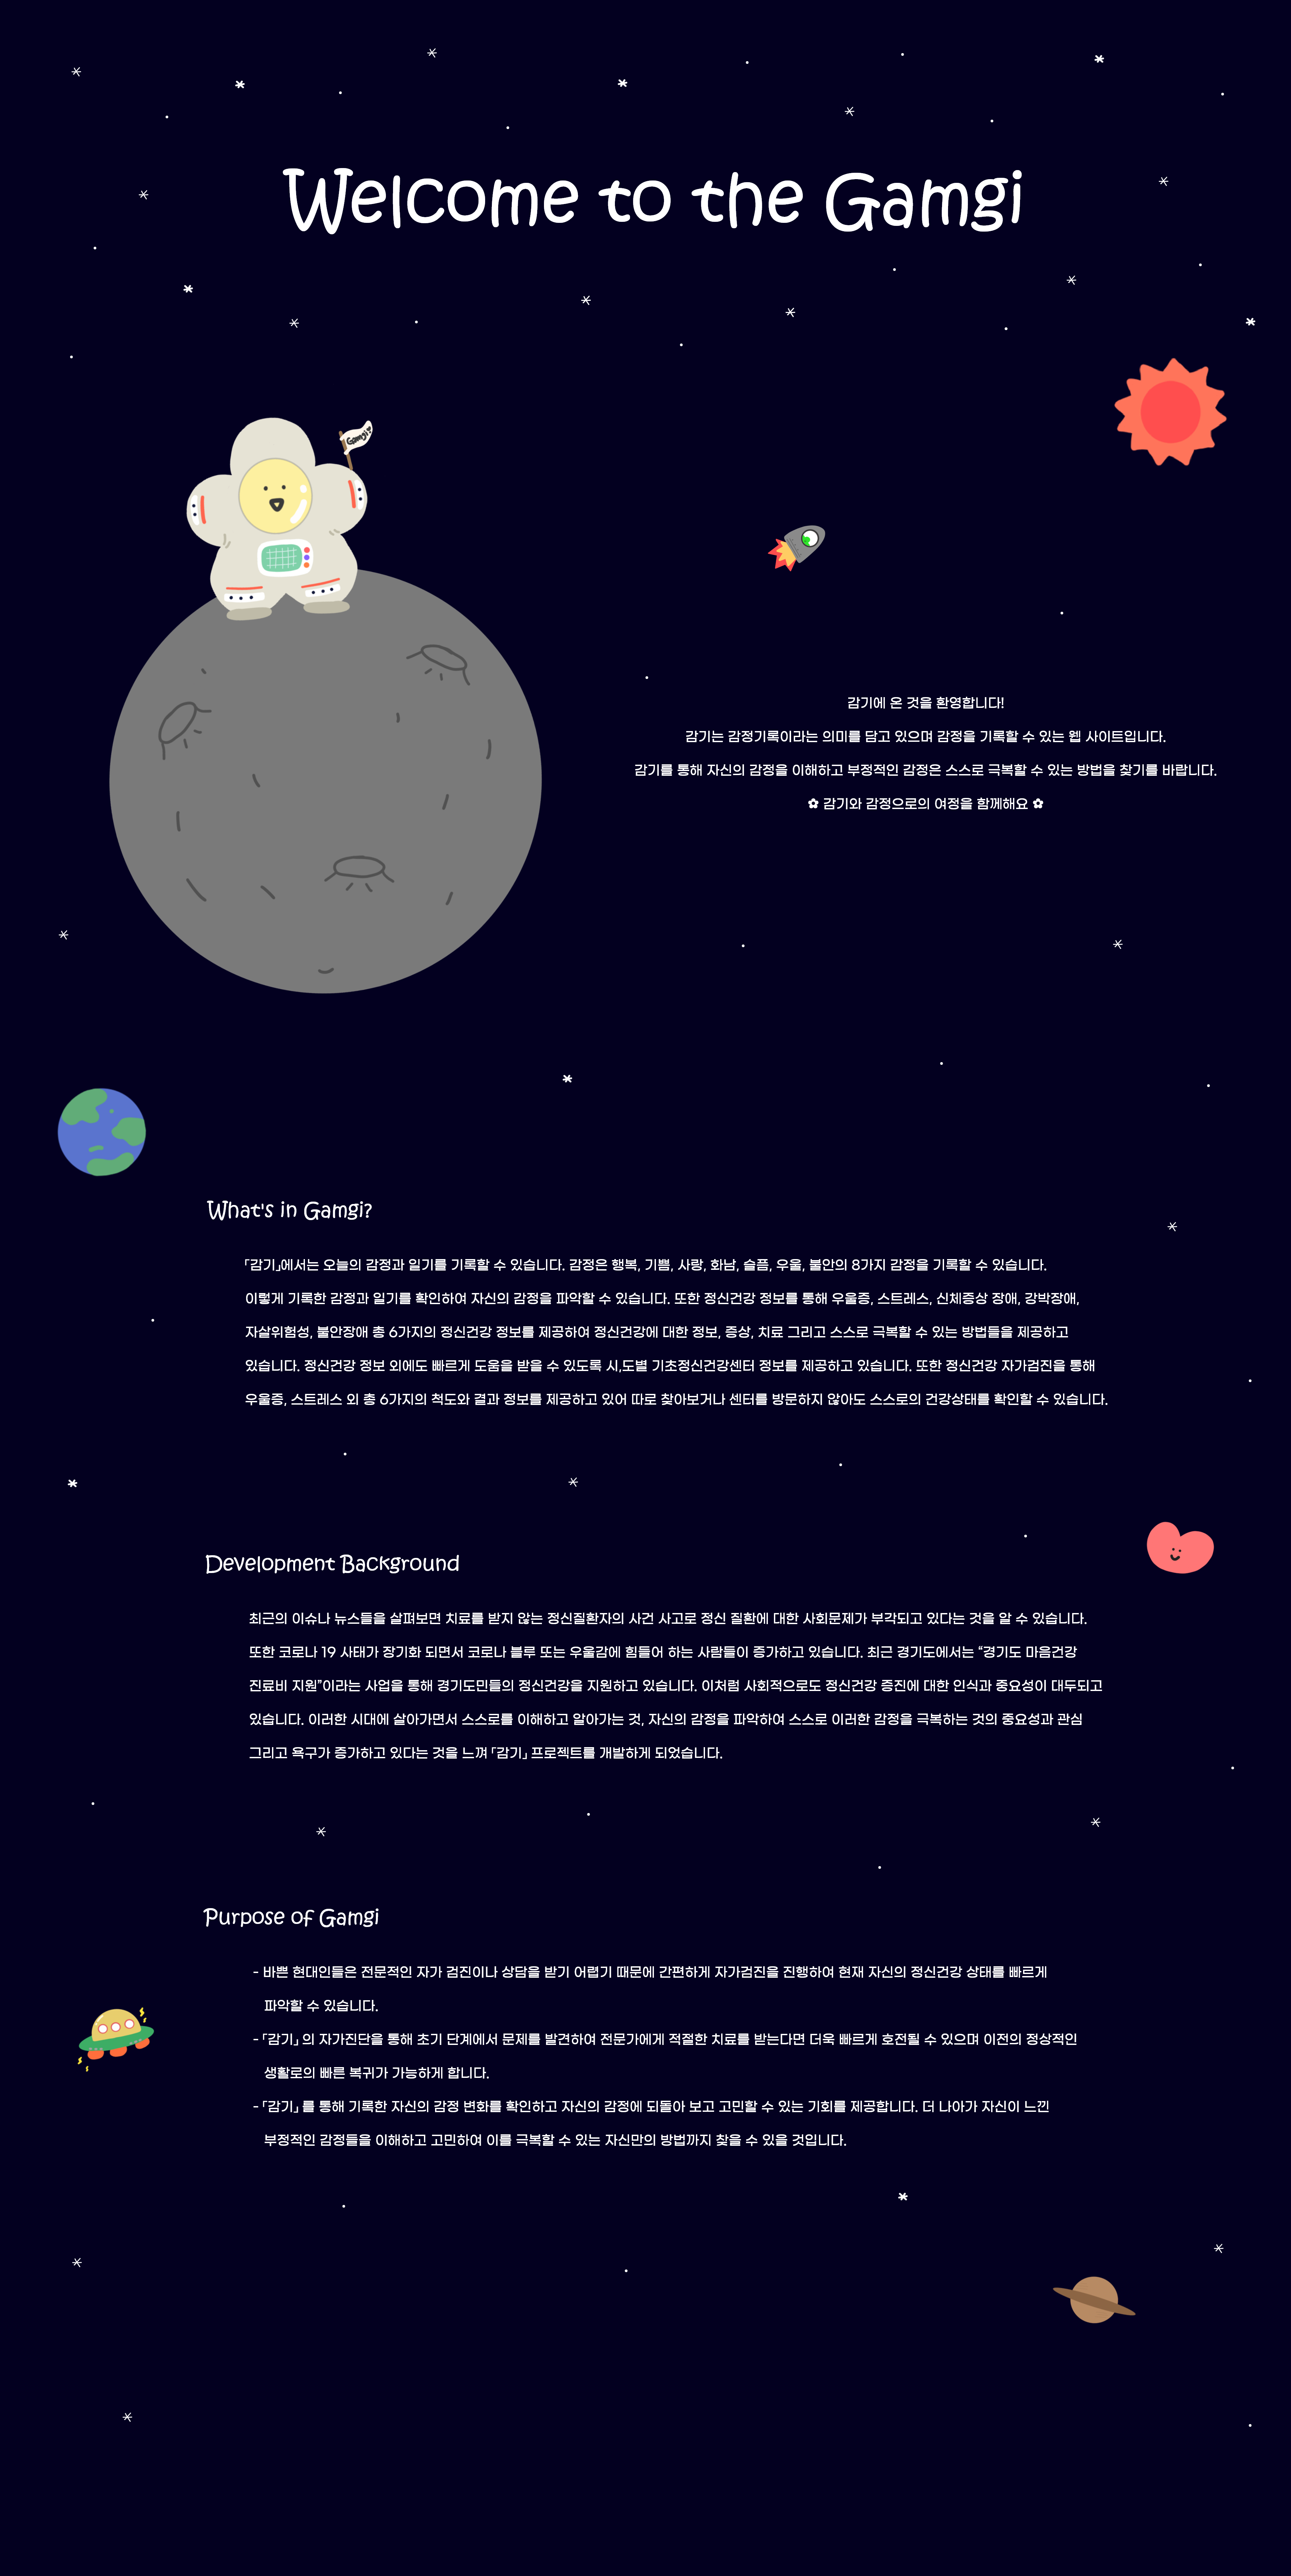 Welcome to the Gamgi
Gamgi
감기에 온 것을 환영합니다!
감기는 감정기록이라는 의미를 담고 있으며 감정을 기록할 수 있는 웹 사이트입니다.
감기를 통해 자신의 감정을 이해하고 부정적인 감정은 스스로 극복할 수 있는 방법을 찾기를 바랍니다.
✿ 감기와 감정으로의 여정을 함께해요 ✿
What's in Gamgi?
「감기」에서는 오늘의 감정과 일기를 기록할 수 있습니다. 감정은 행복, 기쁨, 사랑, 화남, 슬픔, 우울, 불안의 8가지 감정을 기록할 수 있습니다.
이렇게 기록한 감정과 일기를 확인하여 자신의 감정을 파악할 수 있습니다. 또한 정신건강 정보를 통해 우울증, 스트레스, 신체증상 장애, 강박장애,
자살위험성, 불안장애 총 6가지의 정신건강 정보를 제공하여 정신건강에 대한 정보, 증상, 치료 그리고 스스로 극복할 수 있는 방법들을 제공하고
있습니다. 정신건강 정보 외에도 빠르게 도움을 받을 수 있도록 시,도별 기초정신건강센터 정보를 제공하고 있습니다. 또한 정신건강 자가검진을 통해
우울증, 스트레스 외 총 6가지의 척도와 결과 정보를 제공하고 있어 따로 찾아보거나 센터를 방문하지 않아도 스스로의 건강상태를 확인할 수 있습니다.
Development Background
최근의 이슈나 뉴스들을 살펴보면 치료를 받지 않는 정신질환자의 사건 사고로 정신 질환에 대한 사회문제가 부각되고 있다는 것을 알 수 있습니다.
또한 코로나 19 사태가 장기화 되면서 코로나 블루 또는 우울감에 힘들어 하는 사람들이 증가하고 있습니다. 최근 경기도에서는 “경기도 마음건강
진료비 지원”이라는 사업을 통해 경기도민들의 정신건강을 지원하고 있습니다. 이처럼 사회적으로도 정신건강 증진에 대한 인식과 중요성이 대두되고
있습니다. 이러한 시대에 살아가면서 스스로를 이해하고 알아가는 것, 자신의 감정을 파악하여 스스로 이러한 감정을 극복하는 것의 중요성과 관심
그리고 욕구가 증가하고 있다는 것을 느껴 「감기」 프로젝트를 개발하게 되었습니다.
Purpose of Gamgi
- 바쁜 현대인들은 전문적인 자가 검진이나 상담을 받기 어렵기 때문에 간편하게 자가검진을 진행하여 현재 자신의 정신건강 상태를 빠르게
파악할 수 있습니다.
- 「감기」 의 자가진단을 통해 초기 단계에서 문제를 발견하여 전문가에게 적절한 치료를 받는다면 더욱 빠르게 호전될 수 있으며 이전의 정상적인
생활로의 빠른 복귀가 가능하게 합니다.
- 「감기」 를 통해 기록한 자신의 감정 변화를 확인하고 자신의 감정에 되돌아 보고 고민할 수 있는 기회를 제공합니다. 더 나아가 자신이 느낀
부정적인 감정들을 이해하고 고민하여 이를 극복할 수 있는 자신만의 방법까지 찾을 수 있을 것입니다.